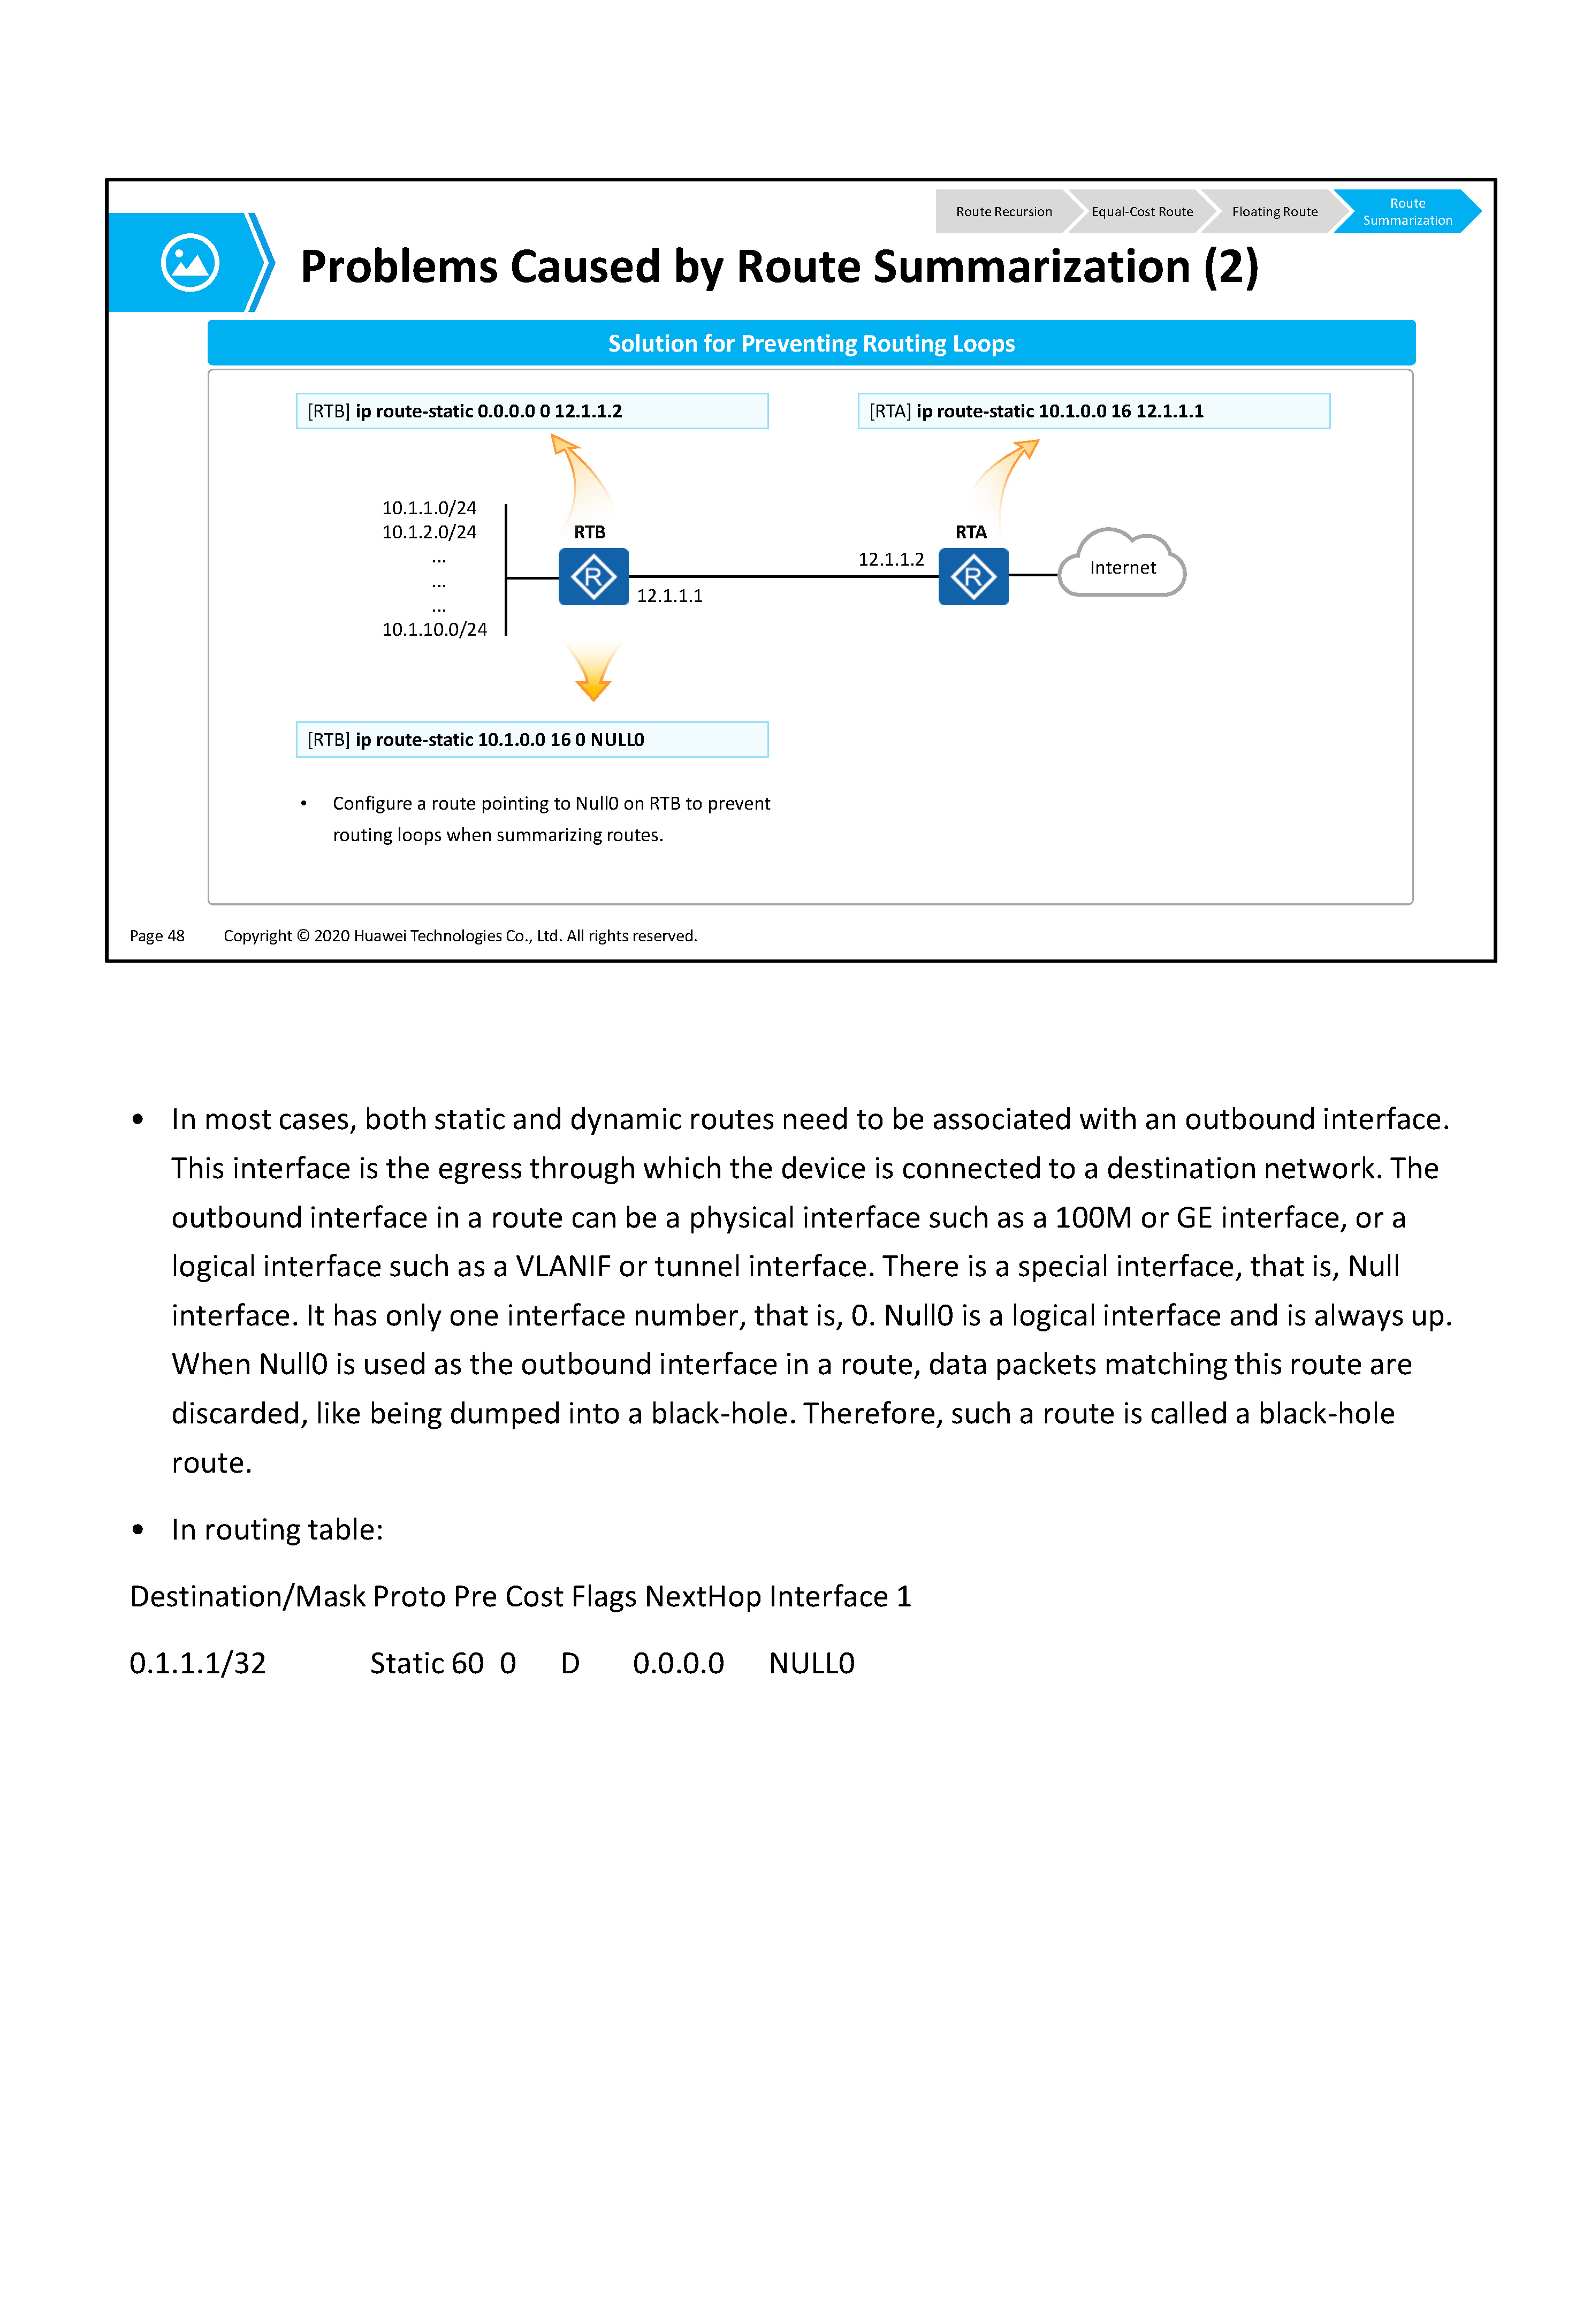 Route Recursion
Equal-Cost Route
Floating Route
Route
Summarization
Problems Caused by Route Summarization (2)
Solution for Preventing Routing Loops
[RTB] ip route-static 0.0.0.0 0 12.1.1.2
[RTA] ip route-static 10.1.0.0 16 12.1.1.1
10.1.1.0/24
10.1.2.0/24
...
...
...
10.1.10.0/24
RTB
R
12.1.1.1
12.1.1.2
RTA
R
Internet
[RTB] ip route-static 10.1.0.0 16 0 NULL0
• Configure a route pointing to Null0 on RTB to prevent
routing loops when summarizing routes.
Page 48 Copyright © 2020 Huawei Technologies Co., Ltd. All rights reserved.
• In most cases, both static and dynamic routes need to be associated with an outbound interface.
This interface is the egress through which the device is connected to a destination network. The
outbound interface in a route can be a physical interface such as a 100M or GE interface, or a
logical interface such as a VLANIF or tunnel interface. There is a special interface, that is, Null
interface. It has only one interface number, that is, 0. Null0 is a logical interface and is always up.
When Null0 is used as the outbound interface in a route, data packets matching this route are
discarded, like being dumped into a black-hole. Therefore, such a route is called a black-hole
route.
• In routing table:
Destination/Mask Proto Pre Cost Flags NextHop Interface 1
0.1.1.1/32 Static 60 0 D 0.0.0.0 NULL0